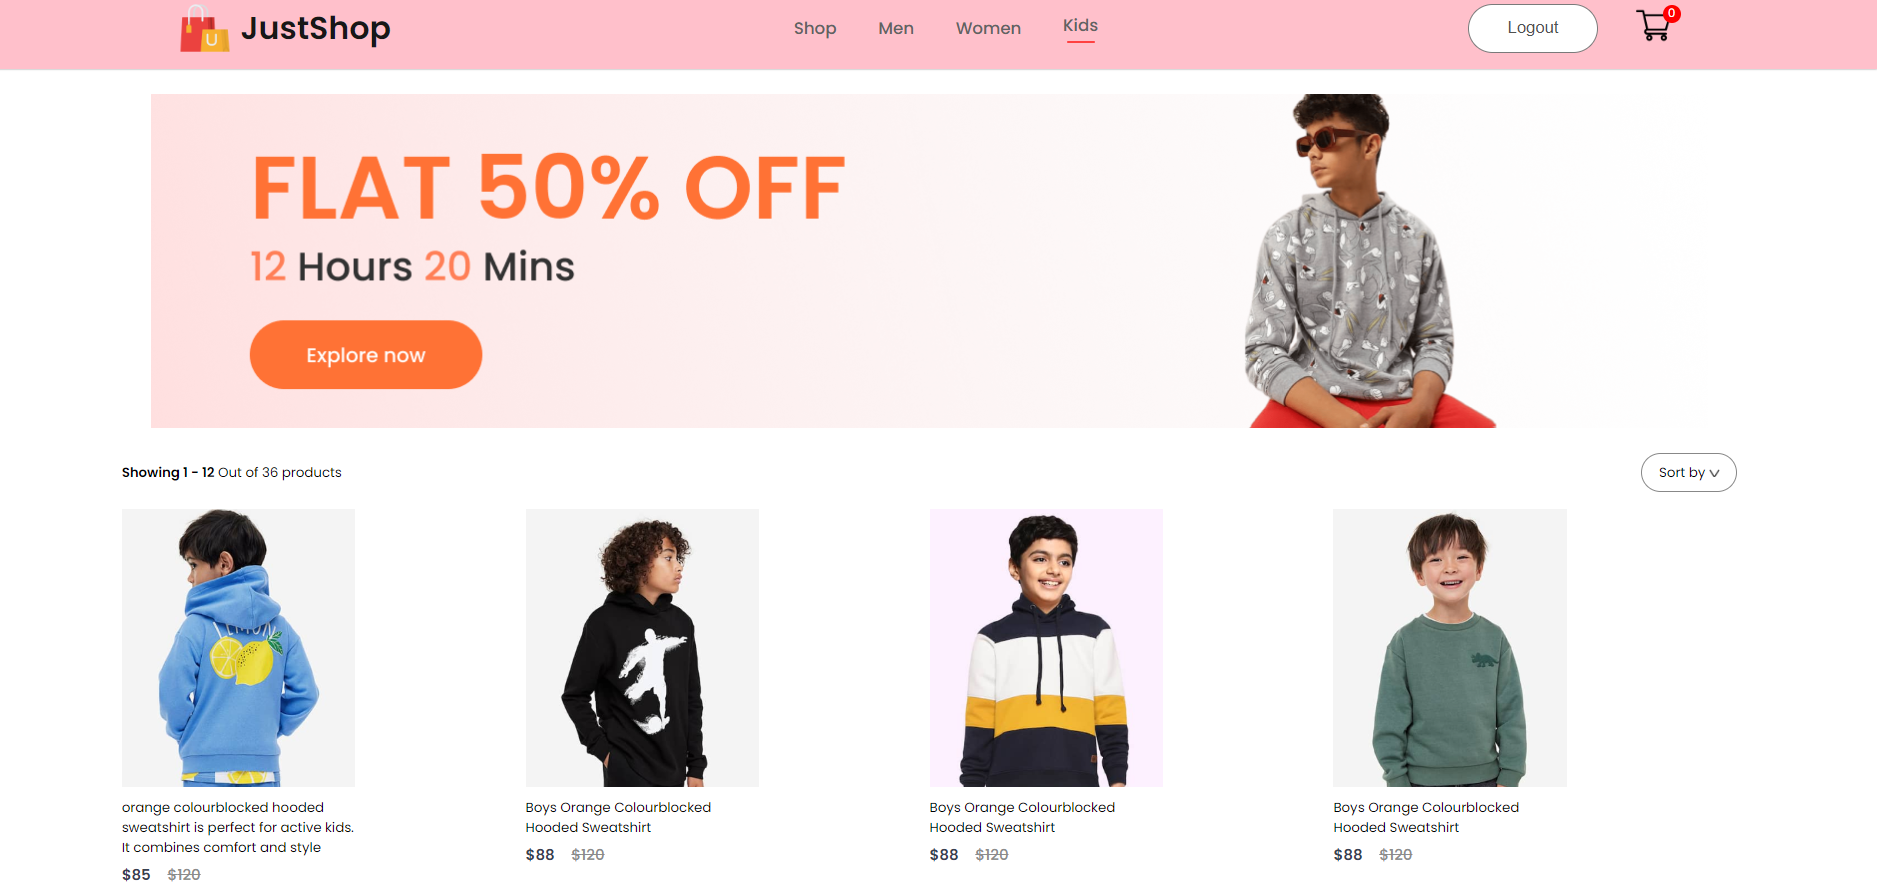 JustShop
Shop
Men
Women
Kids
Logout
0
FLAT 50% OFF
12 Hours 20 Mins
Explore now
Showing 1 - 12 Out of 36 products
Sort by
LEMON
orange colourblocked hooded
sweatshirt is perfect for active kids.
It combines comfort and style
$85 $120
Boys Orange Colourblocked
Hooded Sweatshirt
$88 $120
Boys Orange Colourblocked
Hooded Sweatshirt
$88 $120
Boys Orange Colourblocked
Hooded Sweatshirt
$88 $120